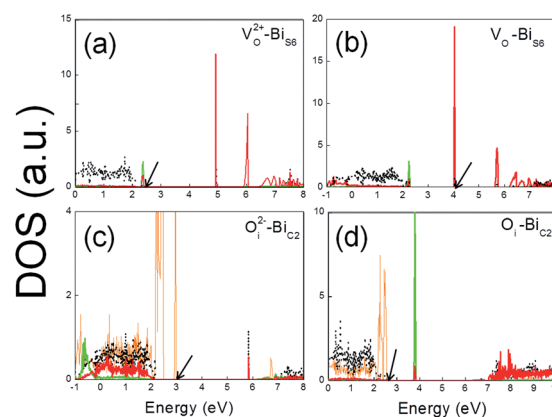 (a) V_O^{2+}-Bi_{S6}
15
10
5
0
0 1 2 3 4 5 6 7 8
(b) V_O-Bi_{S6}
20
15
10
5
0
-1 0 1 2 3 4 5 6 7
(c) O_i^{2-}-Bi_{C2}
4
2
0
-1 0 1 2 3 4 5 6 7 8
(d) O_i-Bi_{C2}
10
5
0
0 1 2 3 4 5 6 7 8
DOS (a.u.)
Energy (eV) Energy (eV)